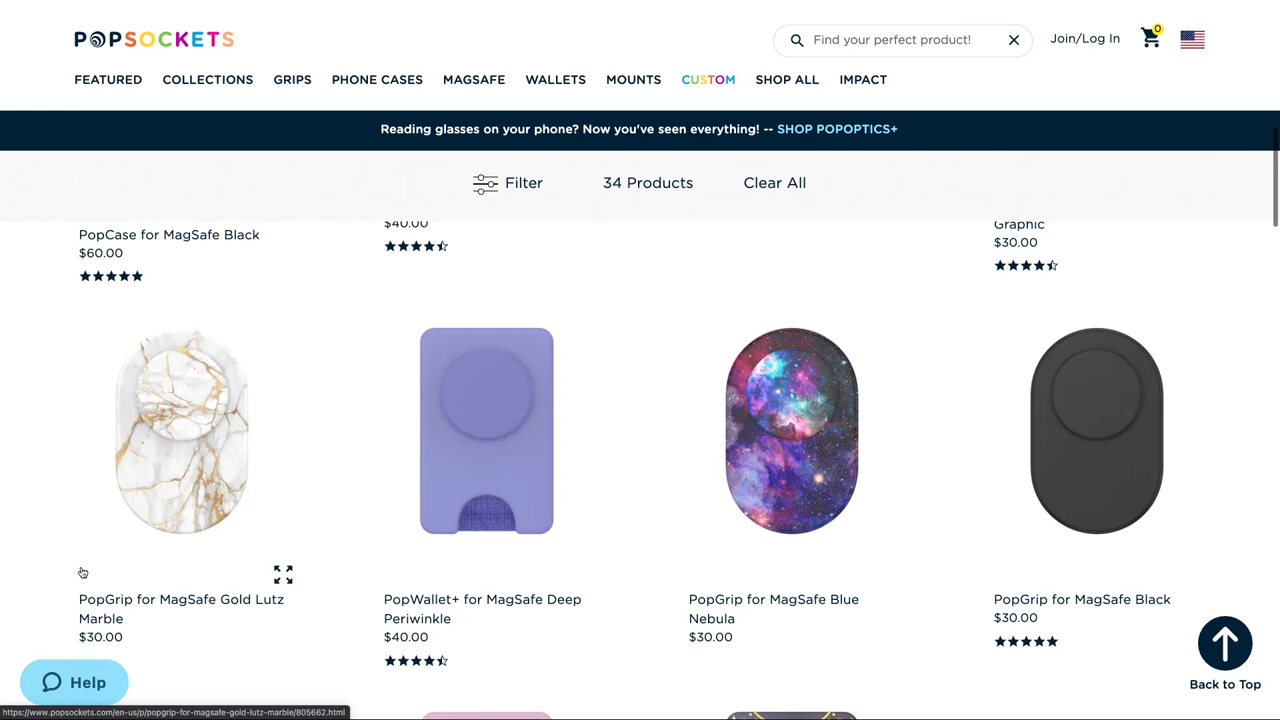 POPSOCKETS
Find your perfect product!
Join/Log In
0
FEATURED COLLECTIONS GRIPS PHONE CASES MAGSAFE WALLETS MOUNTS CUSTOM SHOP ALL IMPACT
Reading glasses on your phone? Now you've seen everything! -- SHOP POPOPTICS+
Filter 34 Products Clear All
PopCase for MagSafe Black
$60.00
$40.00
Graphic
$30.00
PopGrip for MagSafe Gold Lutz
Marble
$30.00
PopWallet+ for MagSafe Deep
Periwinkle
$40.00
PopGrip for MagSafe Blue
Nebula
$30.00
PopGrip for MagSafe Black
$30.00
Back to Top
Help
https://www.popsockets.com/en-us/p/popgrip-for-magsafe-gold-lutz-marble/805662.html